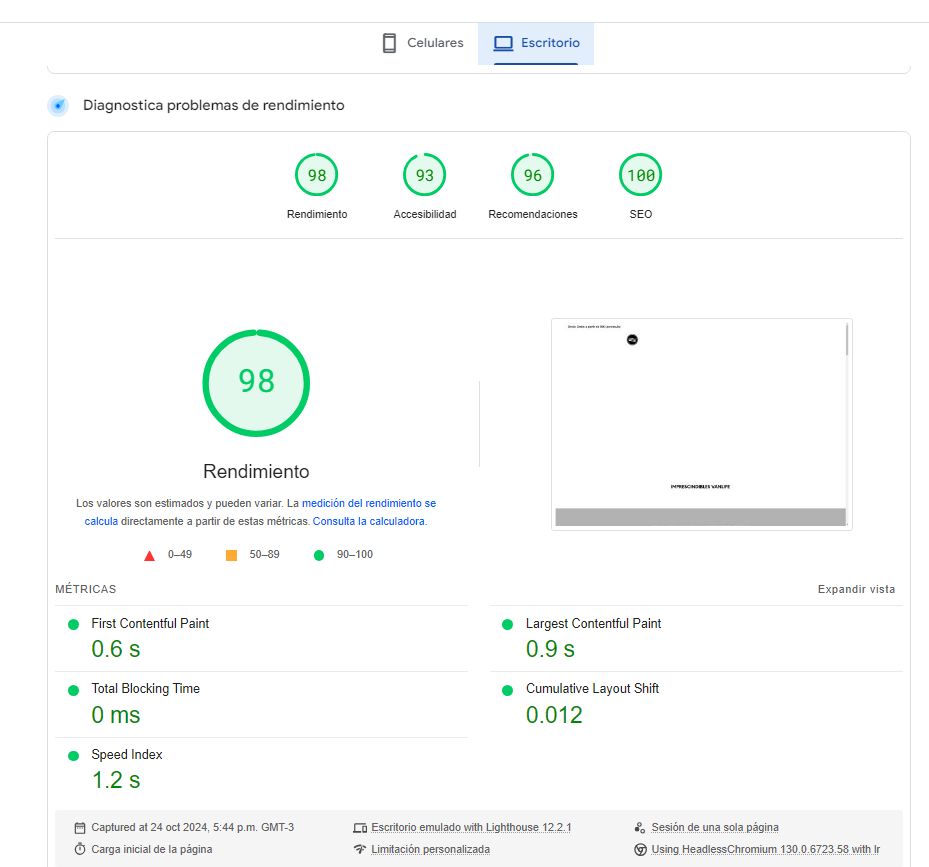 Celulares
Escritorio
Diagnostica problemas de rendimiento
98
93
96
100
Rendimiento
Accesibilidad
Recomendaciones
SEO
98
Rendimiento
Los valores son estimados y pueden variar. La medición del rendimiento se
calcula directamente a partir de estas métricas. Consulta la calculadora.
0–49
50–89
90–100
IMPRESCINDIBLES VANLIFE
MÉTRICAS
Expandir vista
First Contentful Paint
0.6 s
Largest Contentful Paint
0.9 s
Total Blocking Time
0 ms
Cumulative Layout Shift
0.012
Speed Index
1.2 s
Captured at 24 oct 2024, 5:44 p.m. GMT-3
Escritorio emulado with Lighthouse 12.2.1
Sesión de una sola página
Carga inicial de la página
Limitación personalizada
Using HeadlessChromium 130.0.6723.58 with lr